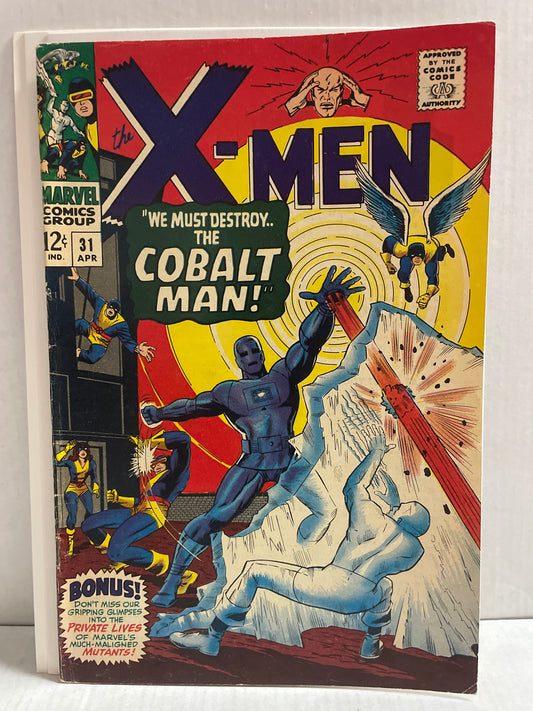 APPROVED
BY THE
COMICS
CODE
CA
AUTHORITY
the
X-MEN
MARVEL
COMICS
GROUP
12¢
IND.
31
APR
"WE MUST DESTROY..
THE
COBALT
MAN!"
BONUS!
DON'T MISS OUR
GRIPPING GLIMPSES
INTO THE
PRIVATE LIVES
OF MARVEL'S
MUCH-MALIGNED
MUTANTS!